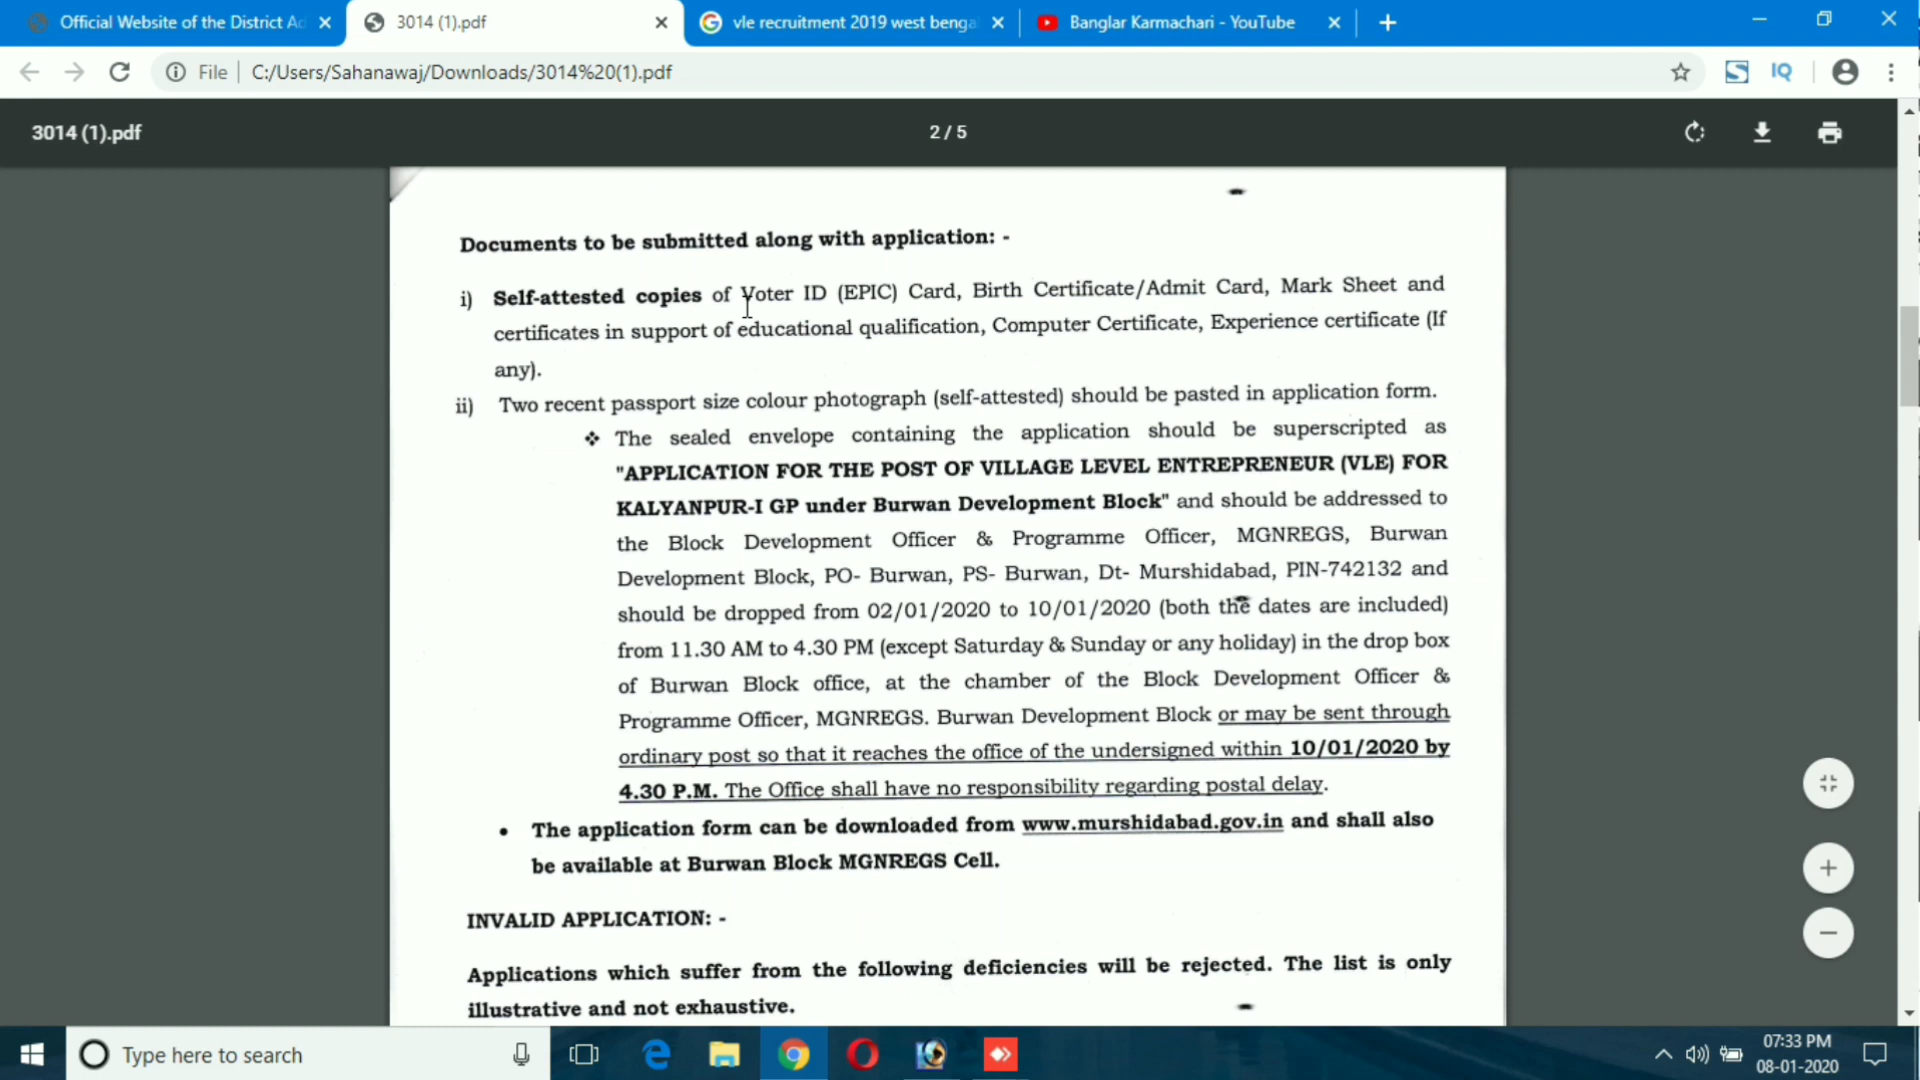 Official Website of the District Ad
3014 (1).pdf
vle recruitment 2019 west benga
Banglar Karmachari - YouTube
File
C:/Users/Sahanawaj/Downloads/3014%20(1).pdf
IQ
3014 (1).pdf
2 / 5
Documents to be submitted along with application: -
i) Self-attested copies of Voter ID (EPIC) Card, Birth Certificate/Admit Card, Mark Sheet and
certificates in support of educational qualification, Computer Certificate, Experience certificate (If
any).
ii) Two recent passport size colour photograph (self-attested) should be pasted in application form.
❖ The sealed envelope containing the application should be superscripted as
"APPLICATION FOR THE POST OF VILLAGE LEVEL ENTREPRENEUR (VLE) FOR
KALYANPUR-I GP under Burwan Development Block" and should be addressed to
the Block Development Officer & Programme Officer, MGNREGS, Burwan
Development Block, PO- Burwan, PS- Burwan, Dt- Murshidabad, PIN-742132 and
should be dropped from 02/01/2020 to 10/01/2020 (both the dates are included)
from 11.30 AM to 4.30 PM (except Saturday & Sunday or any holiday) in the drop box
of Burwan Block office, at the chamber of the Block Development Officer &
Programme Officer, MGNREGS. Burwan Development Block or may be sent through
ordinary post so that it reaches the office of the undersigned within 10/01/2020 by
4.30 P.M. The Office shall have no responsibility regarding postal delay.
• The application form can be downloaded from www.murshidabad.gov.in and shall also
be available at Burwan Block MGNREGS Cell.
INVALID APPLICATION: -
Applications which suffer from the following deficiencies will be rejected. The list is only
illustrative and not exhaustive.
Type here to search
07:33 PM
08-01-2020